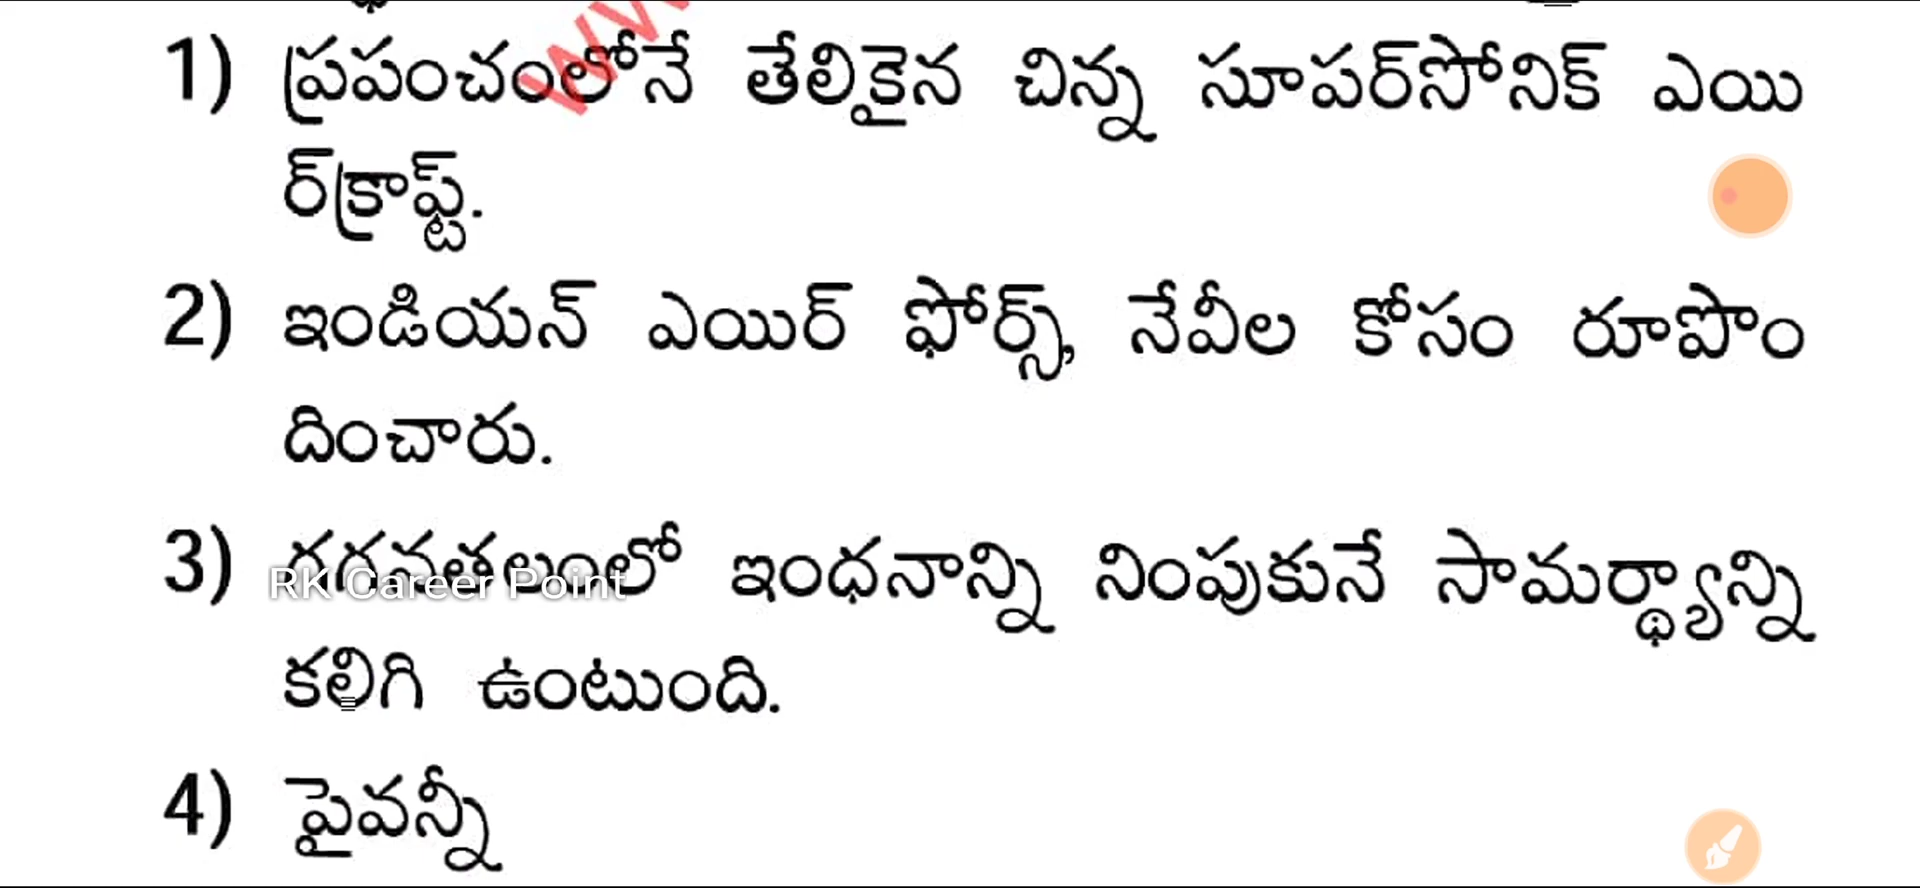 1) ప్రపంచంలోనే తేలికైన చిన్న సూపర్‌సోనిక్ ఎయి
ర్‌క్రాఫ్ట్.
2) ఇండియన్ ఎయిర్ ఫోర్స్, నేవీల కోసం రూపొం
దించారు.
3) గగనతలంలో ఇంధనాన్ని నింపుకునే సామర్థ్యాన్ని
RK Career Point
కలిగి ఉంటుంది.
4) పైవన్నీ